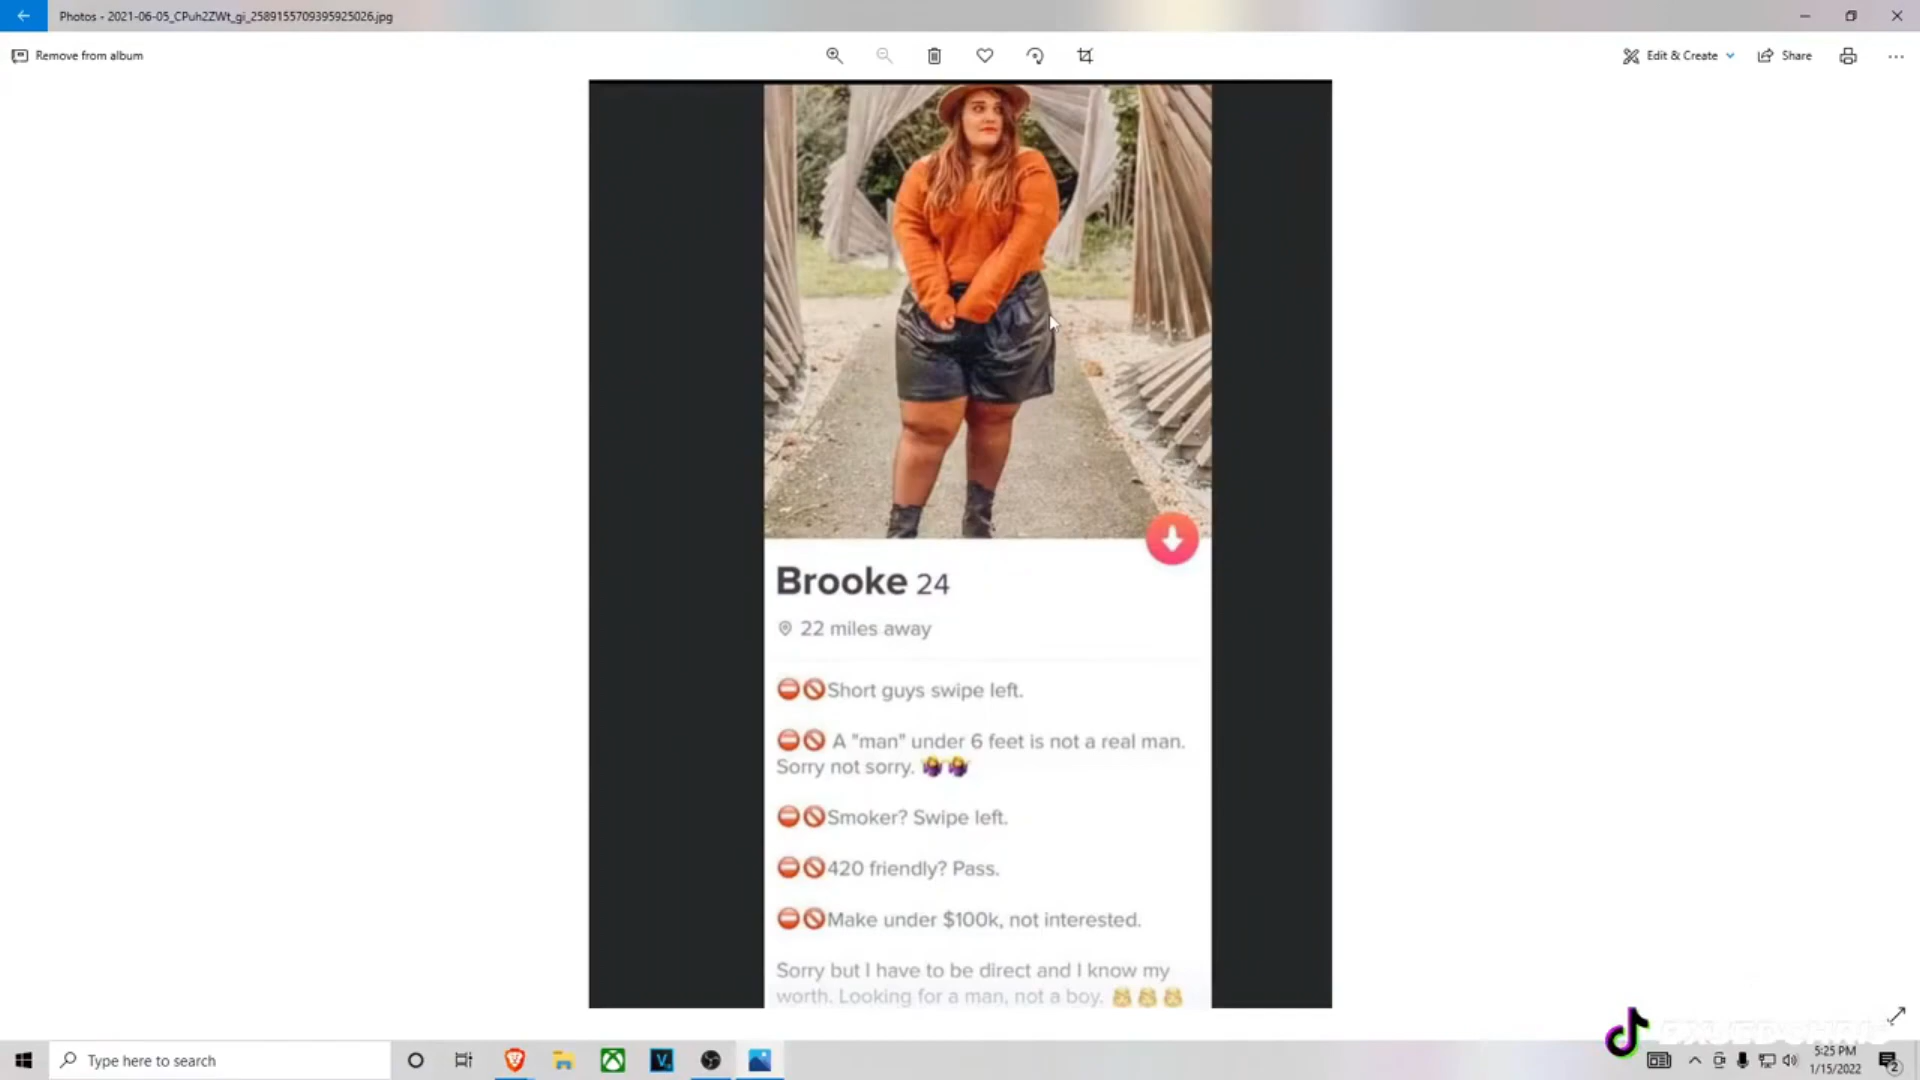 Photos - 2021-06-05_CPuh2ZWt_gi_2589155709395925026.jpg
Remove from album
Edit & Create
Share
Brooke 24
22 miles away
⛔🚫Short guys swipe left.
⛔🚫 A "man" under 6 feet is not a real man.
Sorry not sorry. 🤷‍♀️🤷‍♀️
⛔🚫Smoker? Swipe left.
⛔🚫420 friendly? Pass.
⛔🚫Make under $100k, not interested.
Sorry but I have to be direct and I know my
worth. Looking for a man, not a boy.
Type here to search
5:25 PM
1/15/2022
2